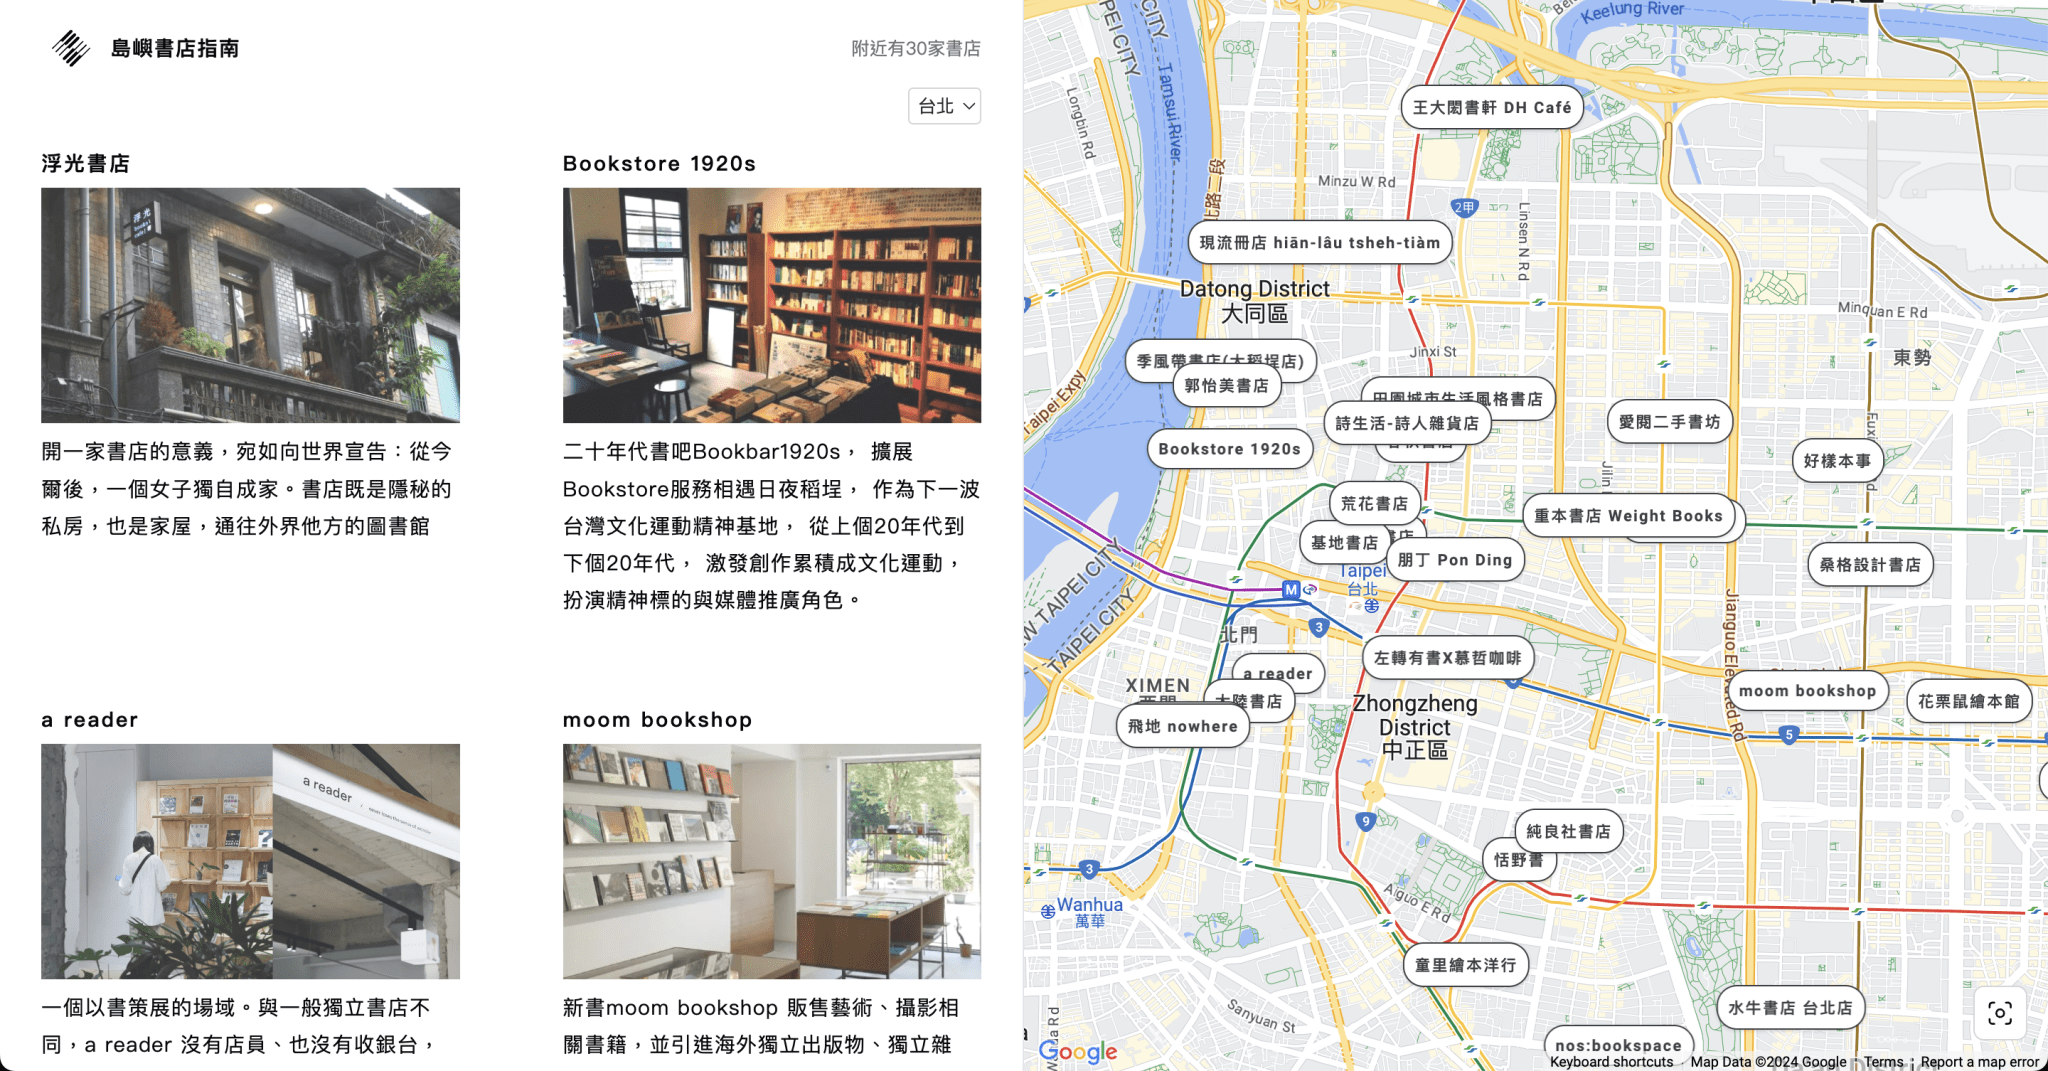 島嶼書店指南
附近有30家書店
台北
浮光書店
浮光
開一家書店的意義，宛如向世界宣告：從今
爾後，一個女子獨自成家。書店既是隱秘的
私房，也是家屋，通往外界他方的圖書館
Bookstore 1920s
二十年代書吧Bookbar1920s， 擴展
Bookstore服務相遇日夜稻埕， 作為下一波
台灣文化運動精神基地， 從上個20年代到
下個20年代， 激發創作累積成文化運動，
扮演精神標的與媒體推廣角色。
a reader
a reader
一個以書策展的場域。與一般獨立書店不
同，a reader 沒有店員、也沒有收銀台，
moom bookshop
新書moom bookshop 販售藝術、攝影相
關書籍，並引進海外獨立出版物、獨立雜
Keelung River
TAIPEI CITY
Tamsui River
Longbin Rd
王大閎書軒 DH Café
Minzu W Rd
2甲
Linsen N Rd
現流冊店 hiān-lâu tsheh-tiàm
Datong District
大同區
Minquan E Rd
東勢
Jinxi St
季風帶書店(大稻埕店)
郭怡美書店
田園城市生活風格書店
詩生活-詩人雜貨店
愛閱二手書坊
Bookstore 1920s
好樣本事
荒花書店
重本書店 Weight Books
基地書店
朋丁 Pon Ding
桑格設計書店
Taipei
台北
M
3
TAIPEI CITY
北門
左轉有書X慕哲咖啡
a reader
XIMEN
大陸書店
飛地 nowhere
Zhongzheng
District
中正區
Jianguo Elevated Rd
moom bookshop
花栗鼠繪本館
5
9
純良社書店
恬野書
3
Wanhua
萬華
Aiguo E Rd
童里繪本洋行
Sanyuan St
水牛書店 台北店
nos:bookspace
Google
Keyboard shortcuts
Map Data ©2024 Google
Terms
Report a map error